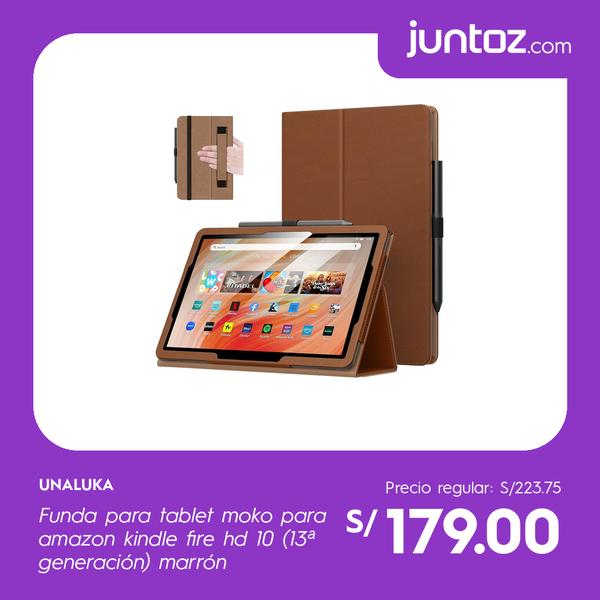 juntoz.com
UNALUKA
Funda para tablet moko para
amazon kindle fire hd 10 (13ª
generación) marrón
Precio regular: S/223.75
S/179.00